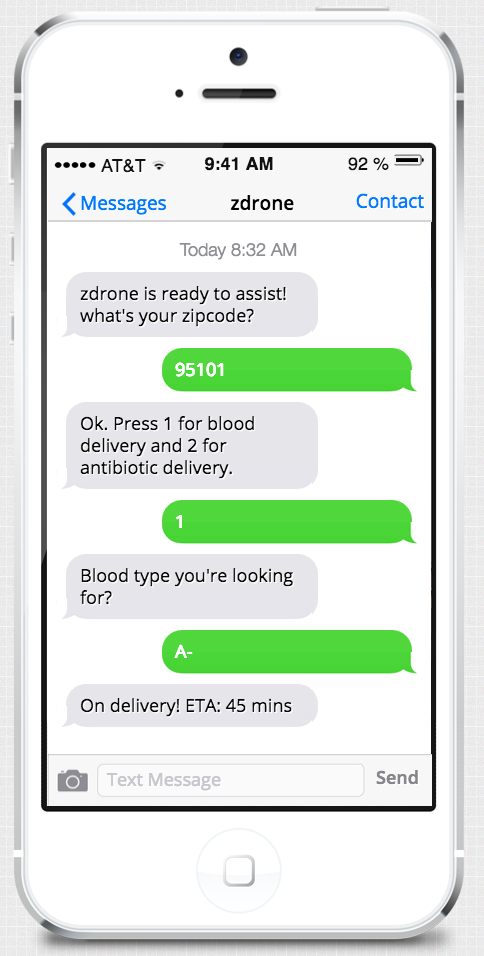 AT&T 9:41 AM 92 %
Messages zdrone Contact
Today 8:32 AM
zdrone is ready to assist!
what's your zipcode?
95101
Ok. Press 1 for blood
delivery and 2 for
antibiotic delivery.
1
Blood type you're looking
for?
A-
On delivery! ETA: 45 mins
Text Message Send